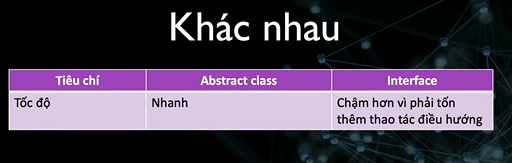 Khác nhau
Tiêu chí Abstract class Interface
Tốc độ Nhanh Chậm hơn vì phải tốn
thêm thao tác điều hướng